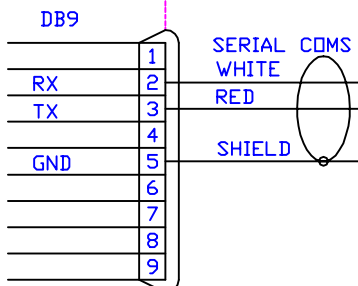 DB9
SERIAL COMS
1
WHITE
RX 2
RED
TX 3
4
GND 5 SHIELD
6
7
8
9